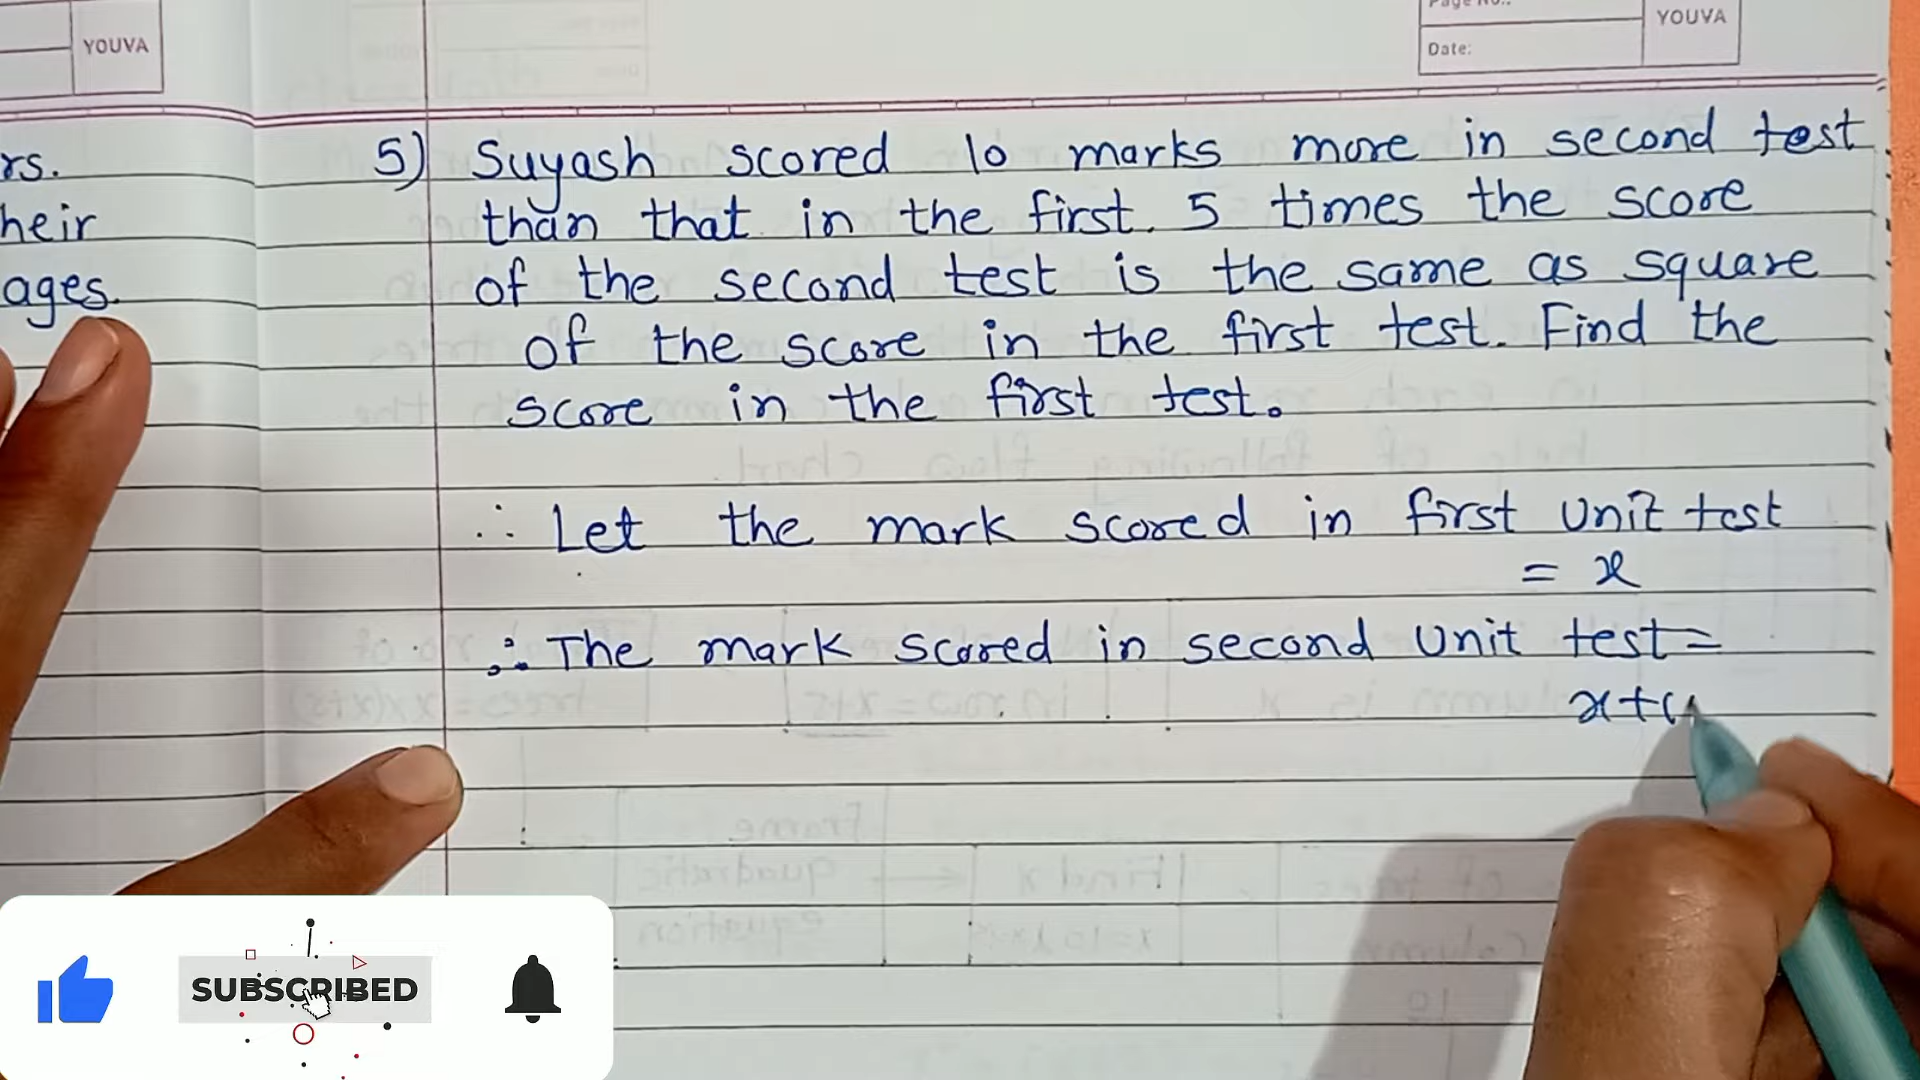 YOUVA
Page No.:
YOUVA
Date:
rs.
heir
ages.
5) Suyash scored 10 marks more in second test
than that in the first. 5 times the score
of the second test is the same as square
of the score in the first test. Find the
score in the first test.
∴ Let the mark scored in first unit test
= x
∴ The mark scored in second unit test =
x+
SUBSCRIBED